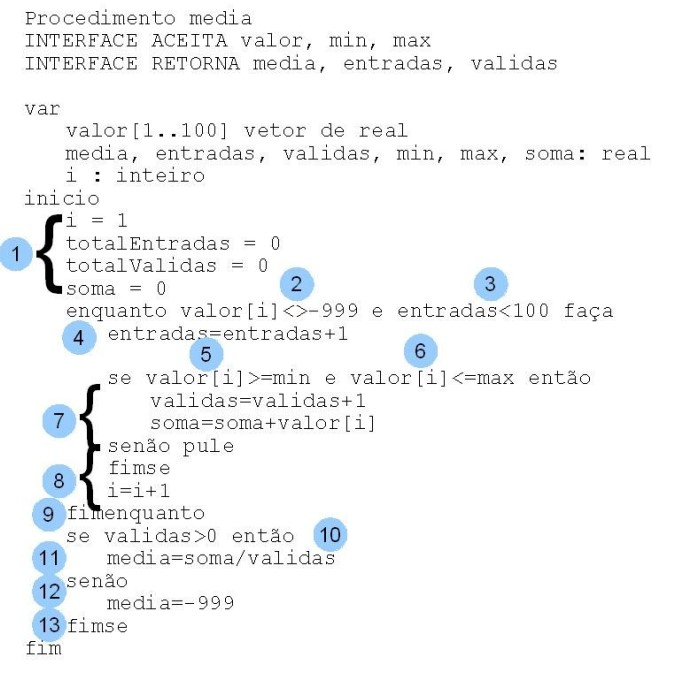 Procedimento media
INTERFACE ACEITA valor, min, max
INTERFACE RETORNA media, entradas, validas
var
valor[1..100] vetor de real
media, entradas, validas, min, max, soma: real
i : inteiro
inicio
i = 1
1 totalEntradas = 0
totalValidas = 0
soma = 0 2 3
enquanto valor[i]<>-999 e entradas<100 faça
4 entradas=entradas+1
5 6
se valor[i]>=min e valor[i]<=max então
validas=validas+1
7 soma=soma+valor[i]
senão pule
8 fimse
i=i+1
9 fimenquanto
se validas>0 então 10
11 media=soma/validas
12 senão
media=-999
13 fimse
fim